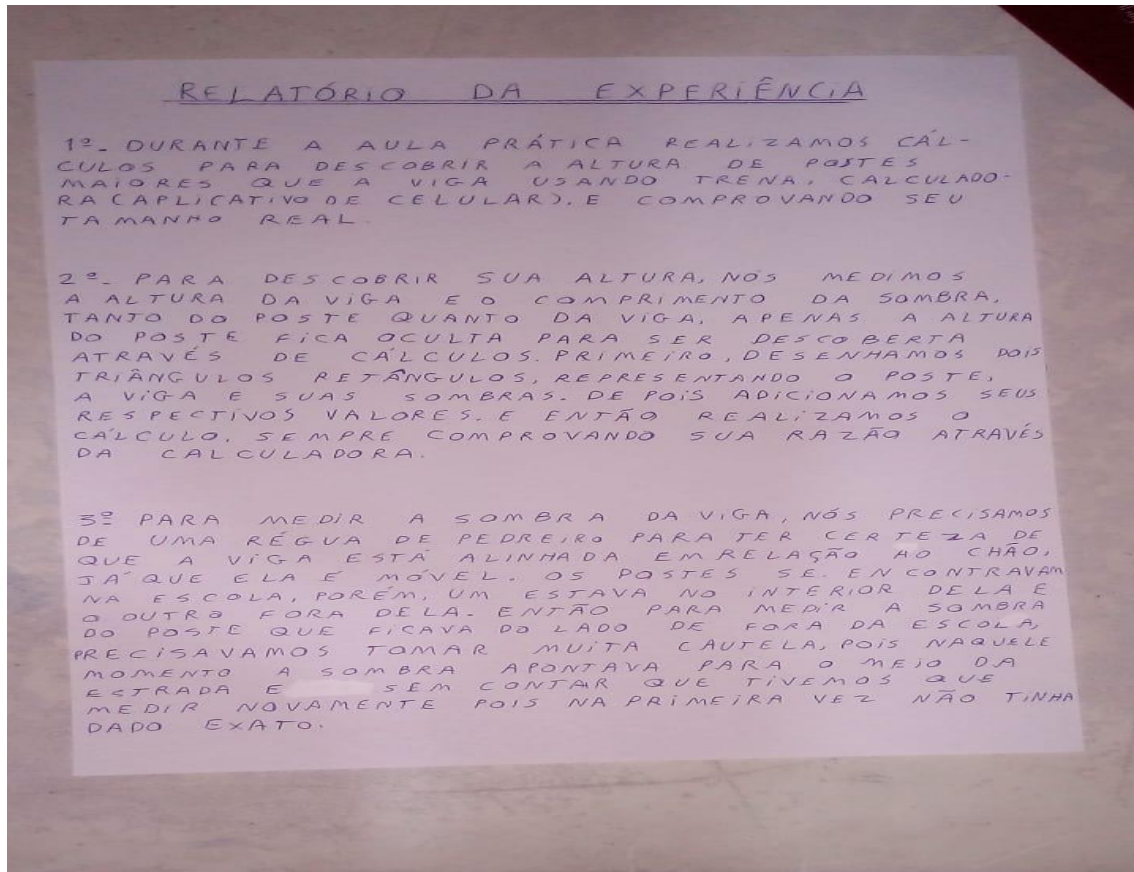 RELATÓRIO DA EXPERIÊNCIA
1º- DURANTE A AULA PRÁTICA REALIZAMOS CÁL-
CULOS PARA DESCOBRIR A ALTURA DE POSTES
MAIORES QUE A VIGA USANDO TRENA, CALCULADO-
RA (APLICATIVO DE CELULAR), E COMPROVANDO SEU
TAMANHO REAL.
2º- PARA DESCOBRIR SUA ALTURA, NÓS MEDIMOS
A ALTURA DA VIGA E O COMPRIMENTO DA SOMBRA,
TANTO DO POSTE QUANTO DA VIGA, APENAS A ALTURA
DO POSTE FICA OCULTA PARA SER DESCOBERTA
ATRAVÉS DE CÁLCULOS. PRIMEIRO, DESENHAMOS DOIS
TRIÂNGULOS RETÂNGULOS, REPRESENTANDO O POSTE,
A VIGA E SUAS SOMBRAS. DEPOIS ADICIONAMOS SEUS
RESPECTIVOS VALORES. E ENTÃO REALIZAMOS O
CÁLCULO, SEMPRE COMPROVANDO SUA RAZÃO ATRAVÉS
DA CALCULADORA.
3º PARA MEDIR A SOMBRA DA VIGA, NÓS PRECISAMOS
DE UMA RÉGUA DE PEDREIRO PARA TER CERTEZA DE
QUE A VIGA ESTÁ ALINHADA EM RELAÇÃO AO CHÃO,
JÁ QUE ELA É MÓVEL. OS POSTES SE ENCONTRAVAM
NA ESCOLA, PORÉM, UM ESTAVA NO INTERIOR DELA E
O OUTRO FORA DELA. ENTÃO PARA MEDIR A SOMBRA
DO POSTE QUE FICAVA DO LADO DE FORA DA ESCOLA,
PRECISAVAMOS TOMAR MUITA CAUTELA, POIS NAQUELE
MOMENTO A SOMBRA APONTAVA PARA O MEIO DA
ESTRADA E SEM CONTAR QUE TIVEMOS QUE
MEDIR NOVAMENTE POIS NA PRIMEIRA VEZ NÃO TINHA
DADO EXATO.